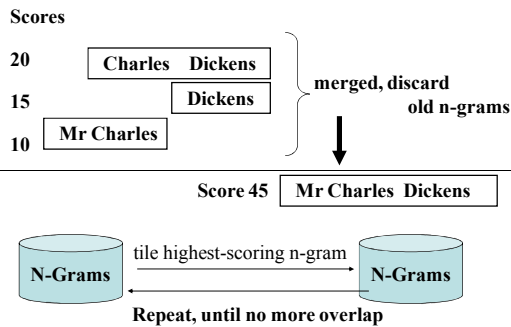 Scores
20 Charles Dickens
15 Dickens
10 Mr Charles
merged, discard
old n-grams
Score 45 Mr Charles Dickens
tile highest-scoring n-gram
N-Grams N-Grams
Repeat, until no more overlap